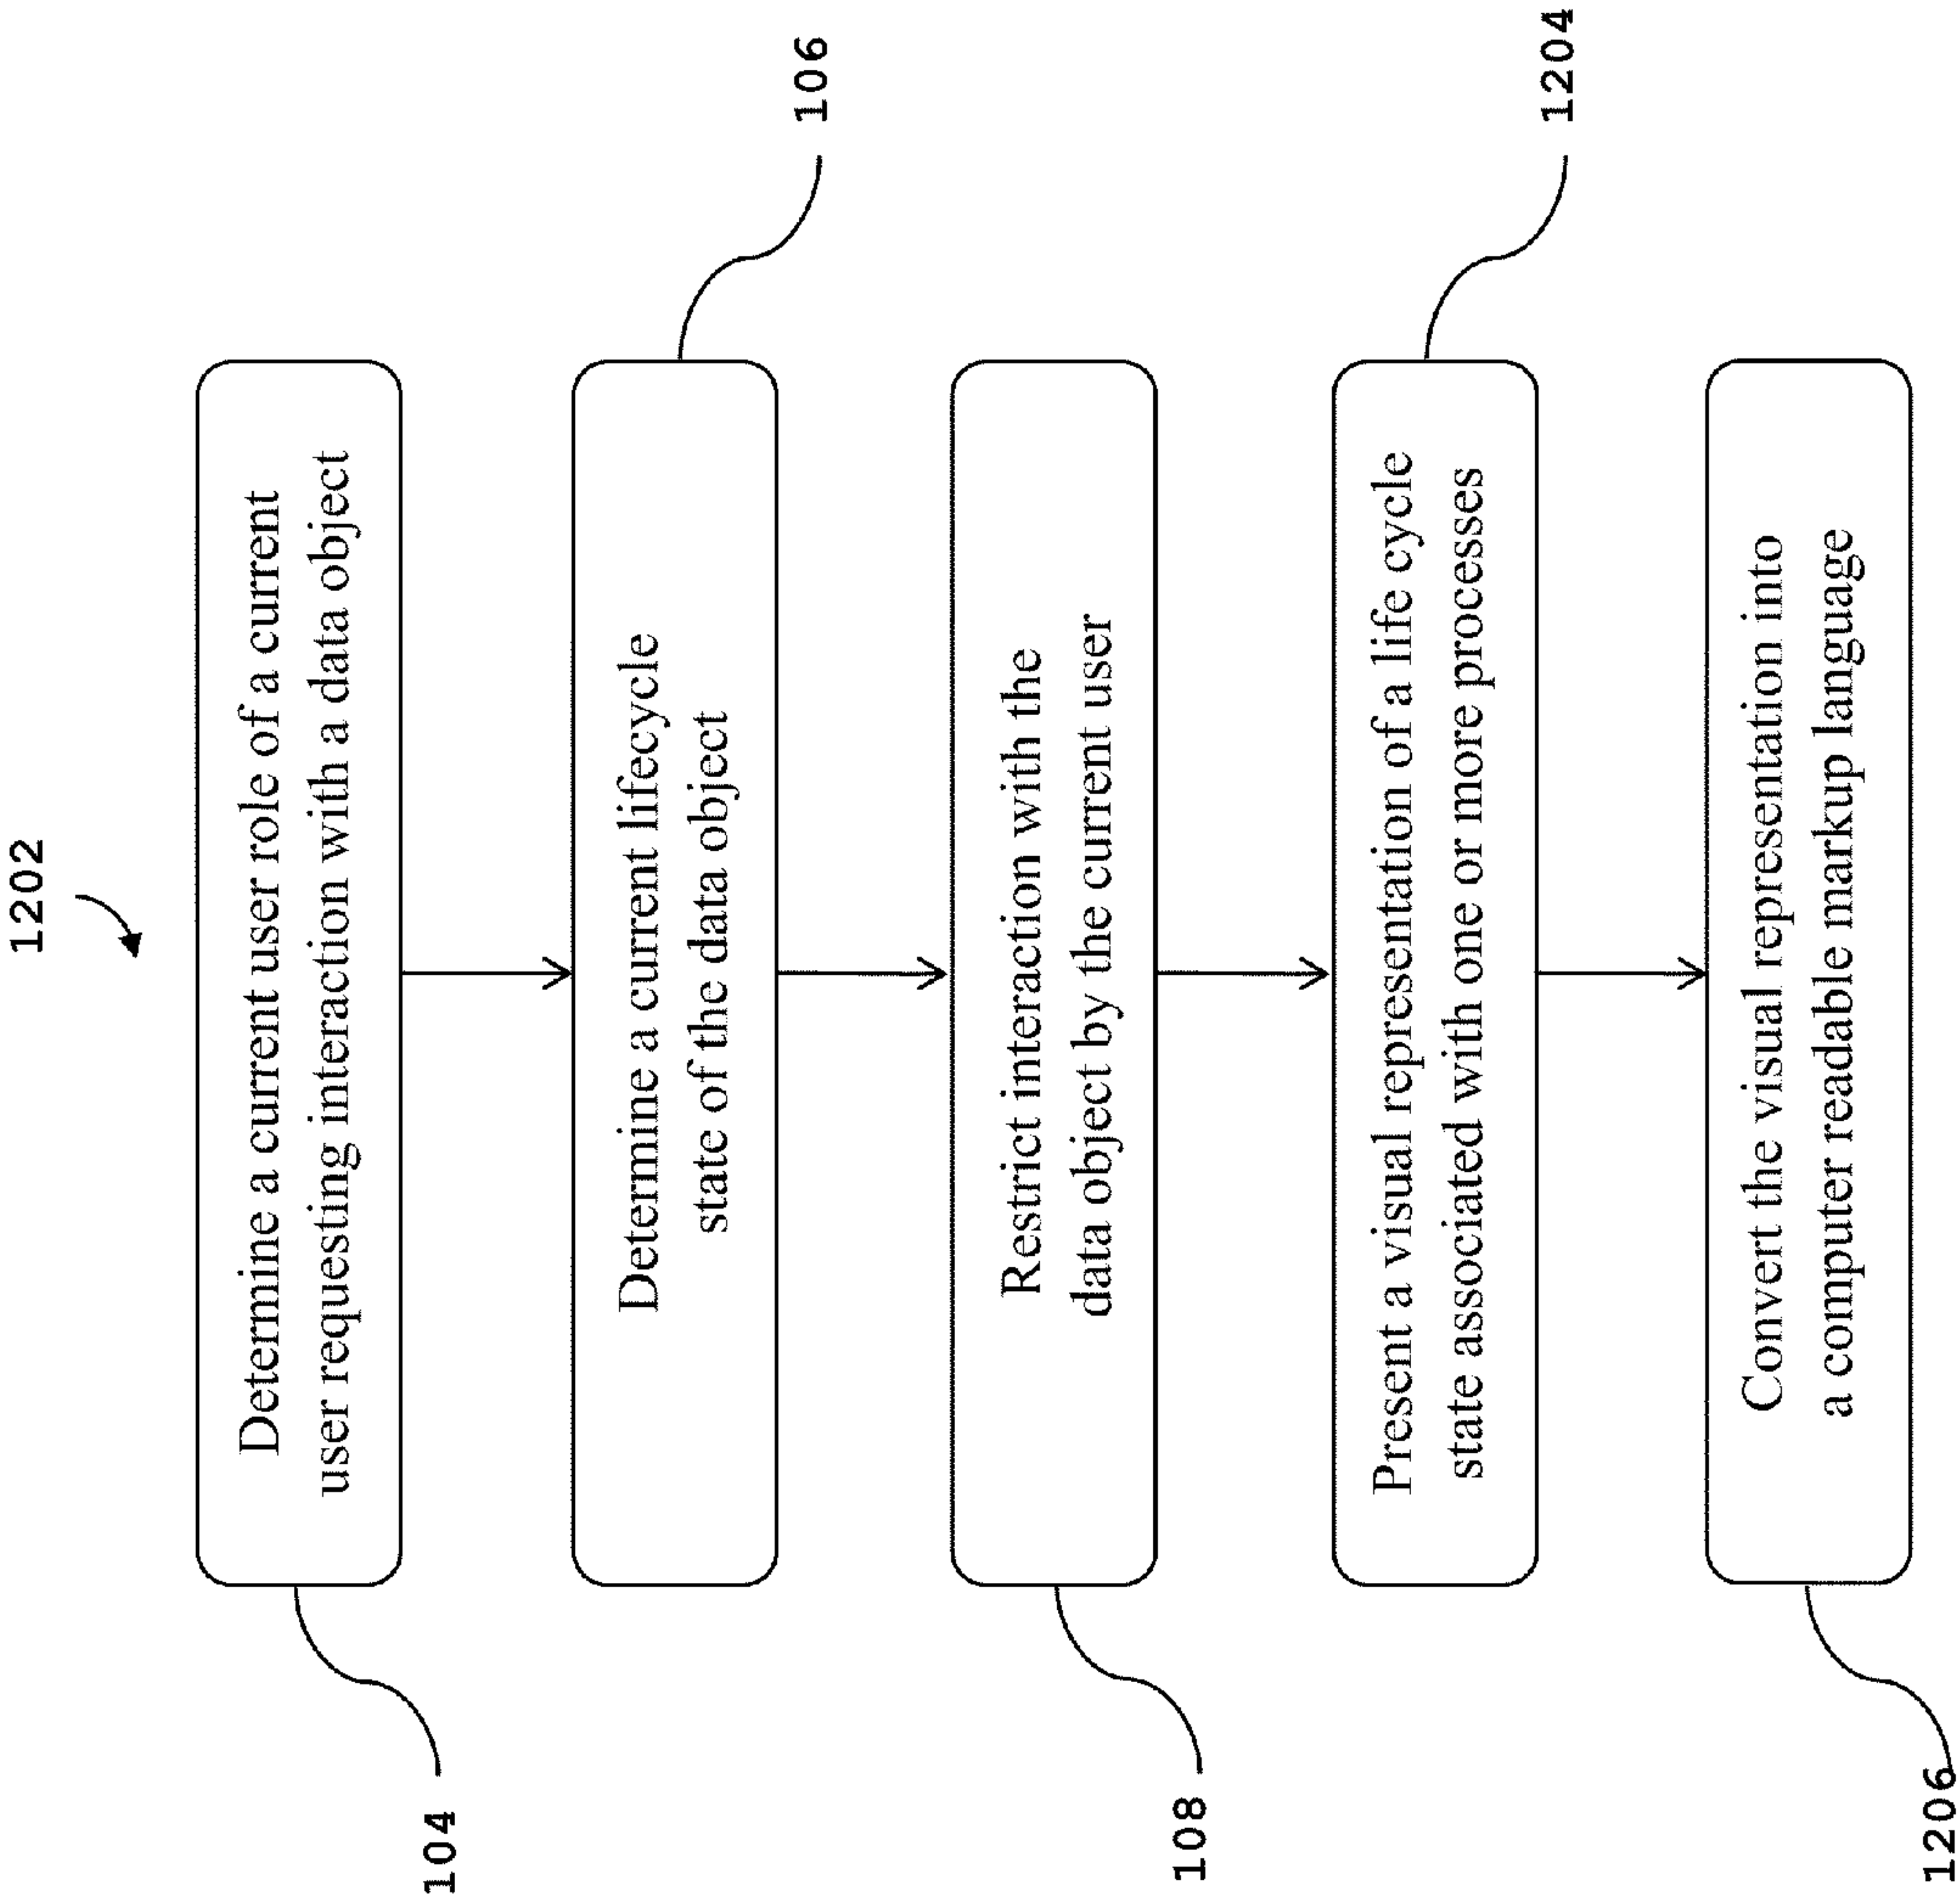 1202
Determine a current user role of a current
user requesting interaction with a data object
104
Determine a current lifecycle
state of the data object
106
Restrict interaction with the
data object by the current user
108
Present a visual representation of a life cycle
state associated with one or more processes
1204
Convert the visual representation into
a computer readable markup language
1206